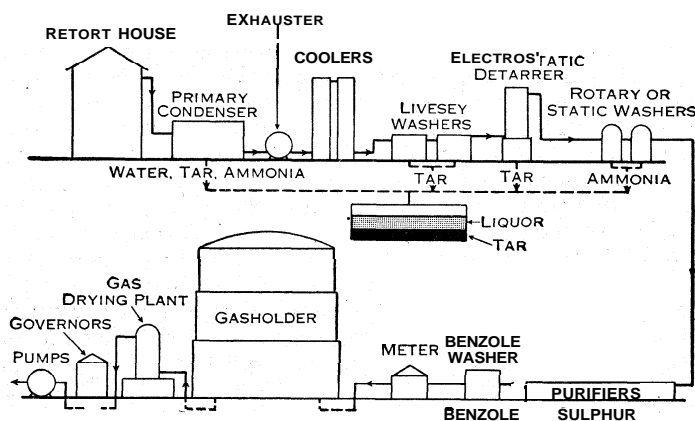 RETORT HOUSE
EXHAUSTER
PRIMARY
CONDENSER
COOLERS
LIVESEY
WASHERS
ELECTROS'TATIC
DETARRER
ROTARY OR
STATIC WASHERS
WATER, TAR, AMMONIA
TAR
TAR
AMMONIA
LIQUOR
TAR
PUMPS
GOVERNORS
GAS
DRYING PLANT
GASHOLDER
METER
BENZOLE
WASHER
BENZOLE
PURIFIERS
SULPHUR